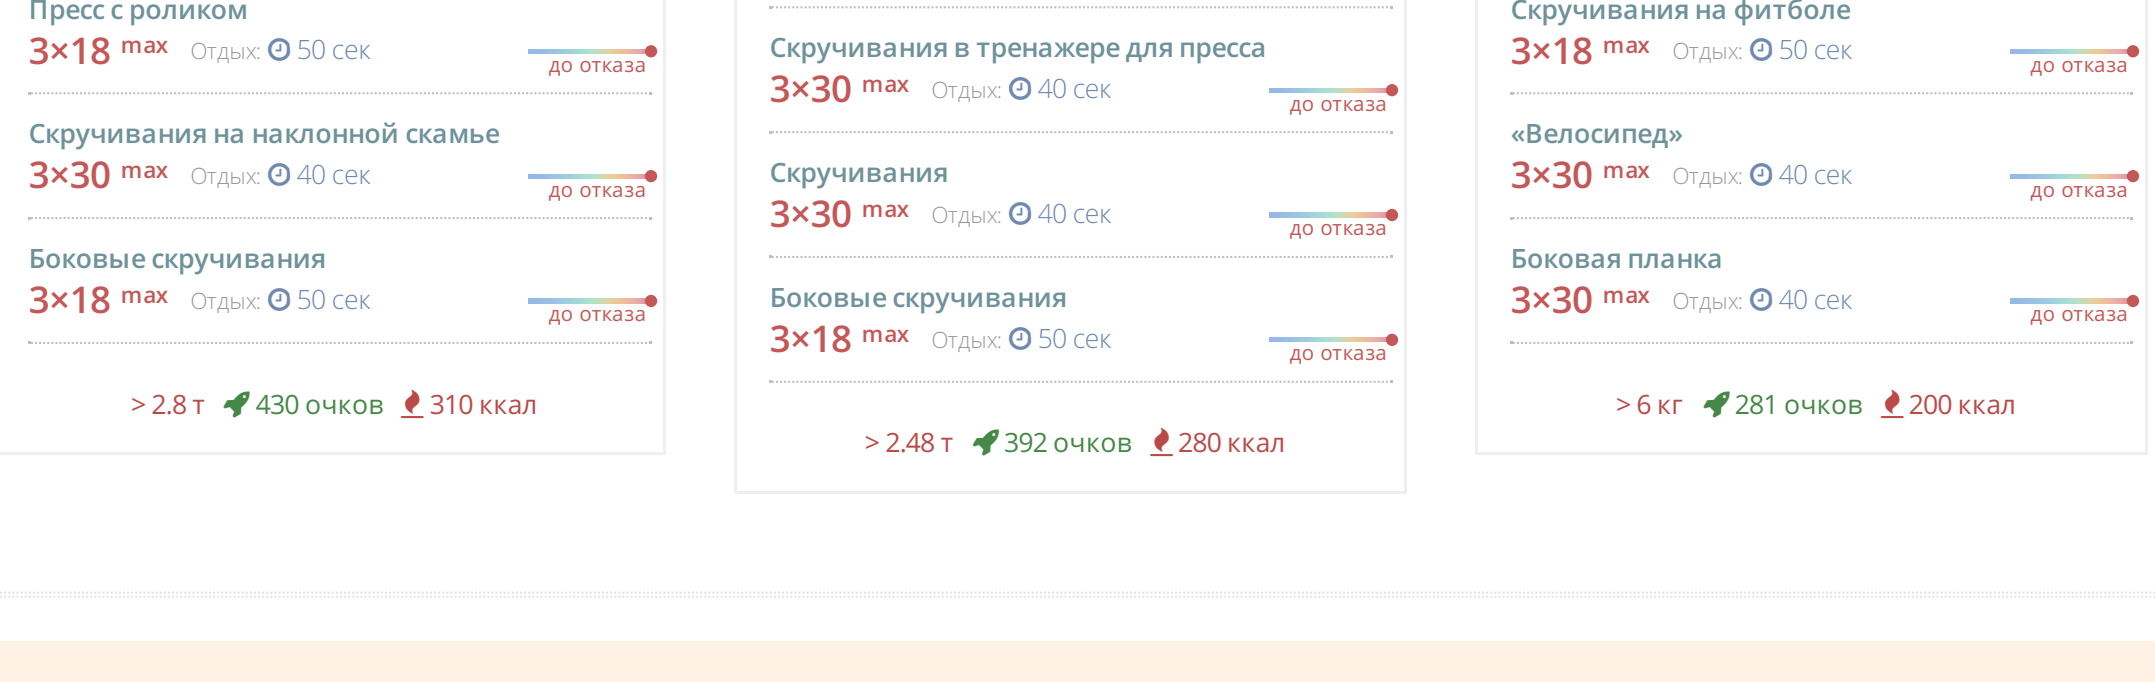 Пресс с роликом
3×18 max Отдых: 50 сек
до отказа
Скручивания на наклонной скамье
3×30 max Отдых: 40 сек
до отказа
Боковые скручивания
3×18 max Отдых: 50 сек
до отказа
> 2.8 т 430 очков 310 ккал
Скручивания в тренажере для пресса
3×30 max Отдых: 40 сек
до отказа
Скручивания
3×30 max Отдых: 40 сек
до отказа
Боковые скручивания
3×18 max Отдых: 50 сек
до отказа
> 2.48 т 392 очков 280 ккал
Скручивания на фитболе
3×18 max Отдых: 50 сек
до отказа
«Велосипед»
3×30 max Отдых: 40 сек
до отказа
Боковая планка
3×30 max Отдых: 40 сек
до отказа
> 6 кг 281 очков 200 ккал